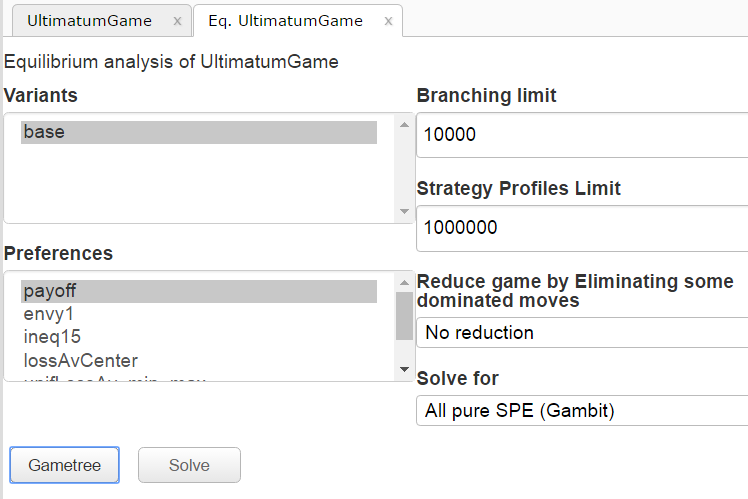 UltimatumGame x
Eq. UltimatumGame x
Equilibrium analysis of UltimatumGame
Variants
base
Preferences
payoff
envy1
ineq15
lossAvCenter
Branching limit
10000
Strategy Profiles Limit
1000000
Reduce game by Eliminating some
dominated moves
No reduction
Solve for
All pure SPE (Gambit)
Gametree
Solve